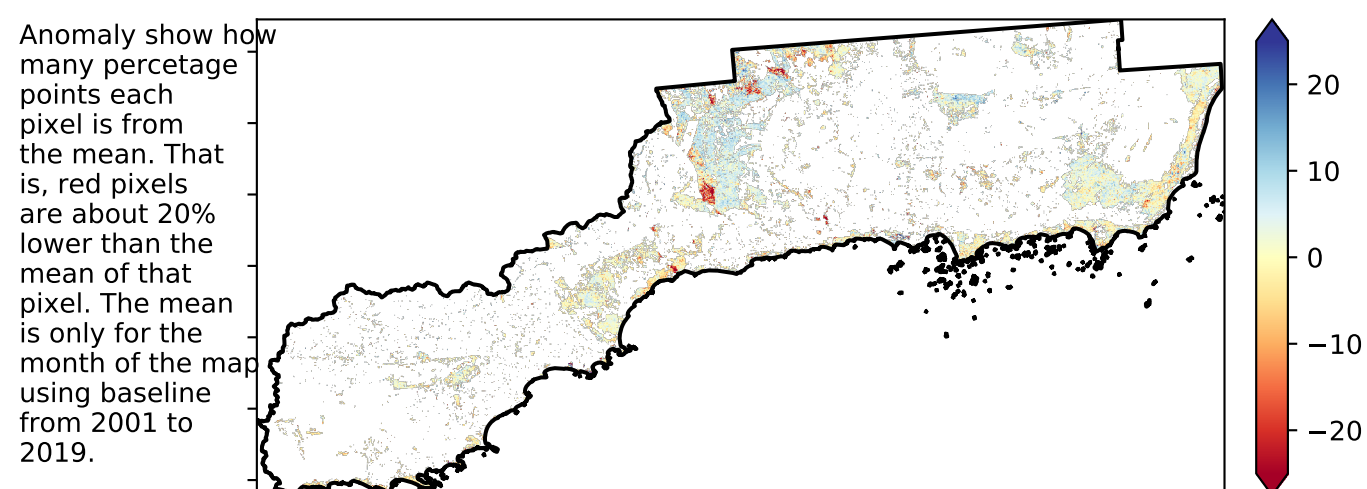 Anomaly show how
many percetage
points each
pixel is from
the mean. That
is, red pixels
are about 20%
lower than the
mean of that
pixel. The mean
is only for the
month of the map
using baseline
from 2001 to
2019.
20
10
0
−10
−20